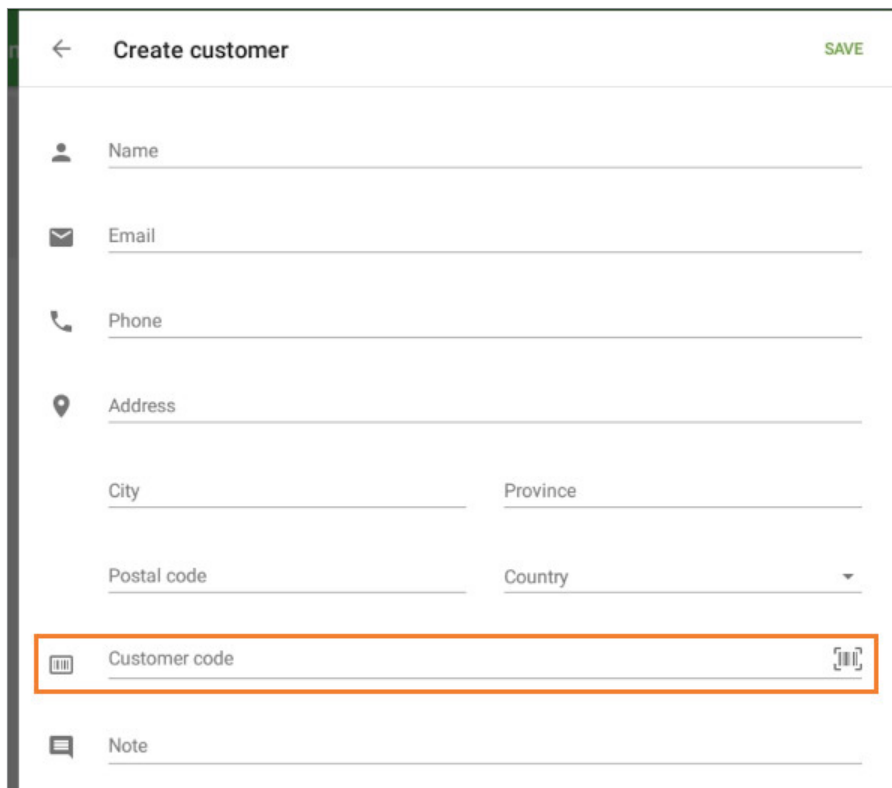 Create customer SAVE
Name
Email
Phone
Address
City Province
Postal code Country
Customer code
Note